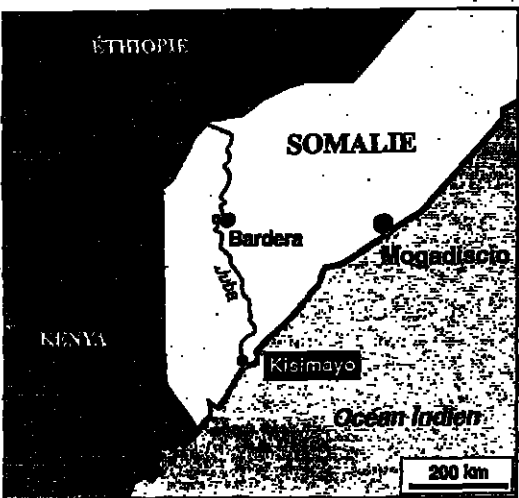 ÉTHIOPIE
SOMALIE
Bardera
Mogadiscio
Juba
KENYA
Kisimayo
Océan Indien
200 km